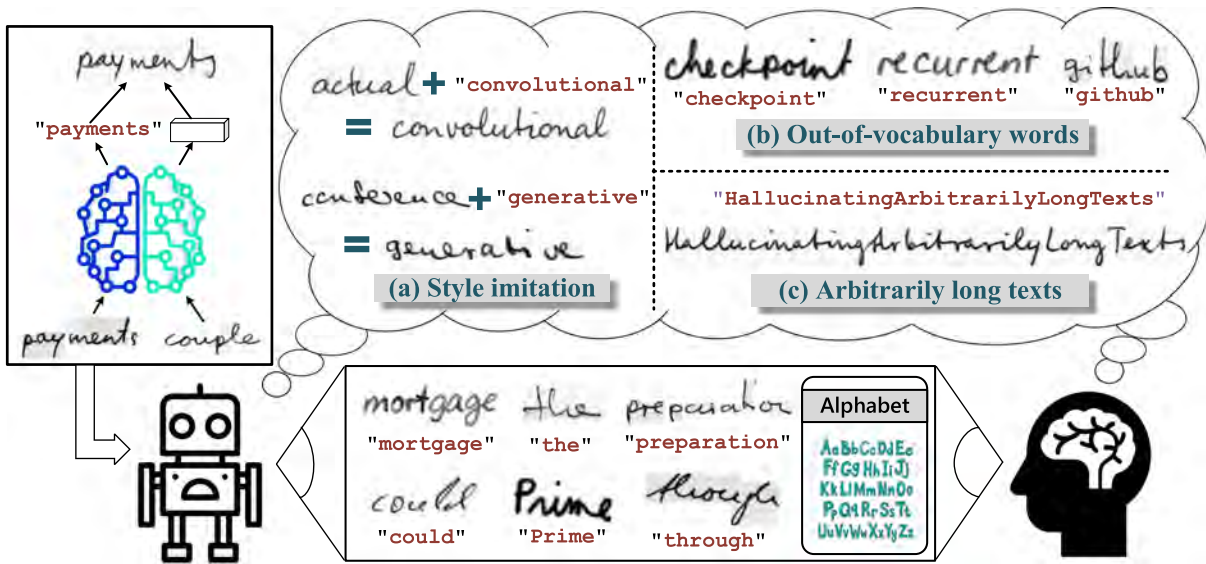 payments
"payments"
payments couple
actual + "convolutional"
= convolutional
conference + "generative"
= generative
(a) Style imitation
checkpoint recurrent github
"checkpoint" "recurrent" "github"
(b) Out-of-vocabulary words
"HallucinatingArbitrarilyLongTexts"
HallucinatingArbitrarilyLongTexts
(c) Arbitrarily long texts
mortgage the preparation
"mortgage" "the" "preparation"
could Prime through
"could" "Prime" "through"
Alphabet
AaBbCcDdEe
FfGgHhIiJj
KkLlMmNnOo
PpQqRrSsTt
UuVvWwXxYyZz